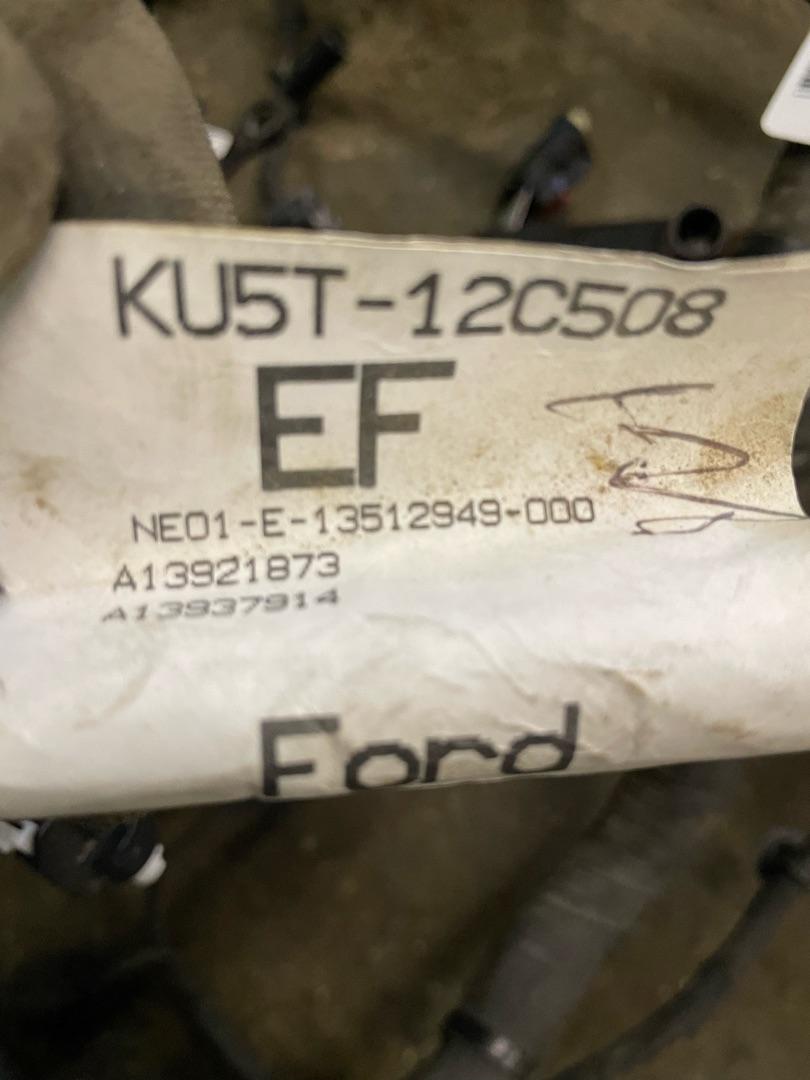 KU5T-12C508
EF
NE01-E-13512949-000
A13921873
A13937914
Ford